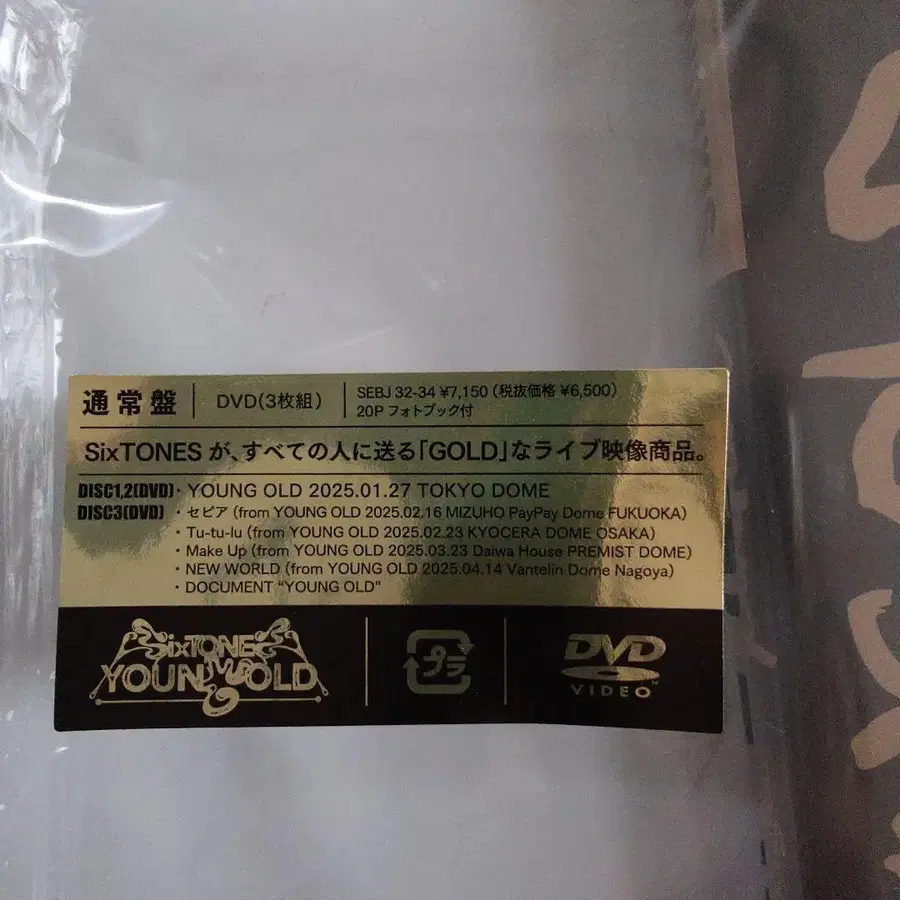 通常盤 DVD(3枚組) SEBJ 32-34 ¥7,150 (税抜価格 ¥6,500)
20P フォトブック付
SixTONES が、すべての人に送る「GOLD」なライブ映像商品。
DISC1,2(DVD)・YOUNG OLD 2025.01.27 TOKYO DOME
DISC3(DVD) ・セピア (from YOUNG OLD 2025.02.16 MIZUHO PayPay Dome FUKUOKA)
・Tu-tu-lu (from YOUNG OLD 2025.02.23 KYOCERA DOME OSAKA)
・Make Up (from YOUNG OLD 2025.03.23 Daiwa House PREMIST DOME)
・NEW WORLD (from YOUNG OLD 2025.04.14 Vantelin Dome Nagoya)
・DOCUMENT “YOUNG OLD”
SixTONES
YOUNG OLD
プラ
DVD
VIDEO